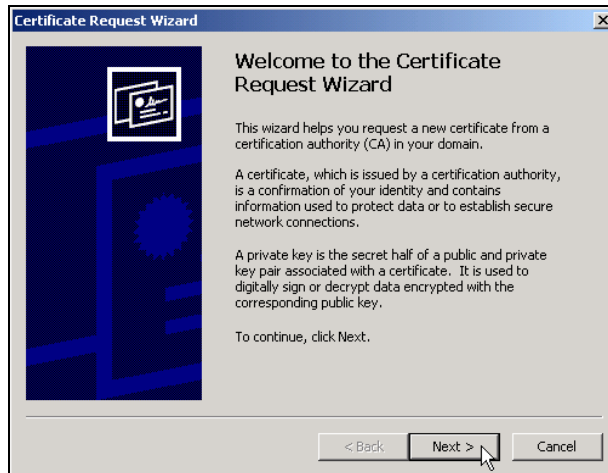 Certificate Request Wizard
Welcome to the Certificate
Request Wizard
This wizard helps you request a new certificate from a
certification authority (CA) in your domain.
A certificate, which is issued by a certification authority,
is a confirmation of your identity and contains
information used to protect data or to establish secure
network connections.
A private key is the secret half of a public and private
key pair associated with a certificate.  It is used to
digitally sign or decrypt data encrypted with the
corresponding public key.
To continue, click Next.
< Back
Next >
Cancel